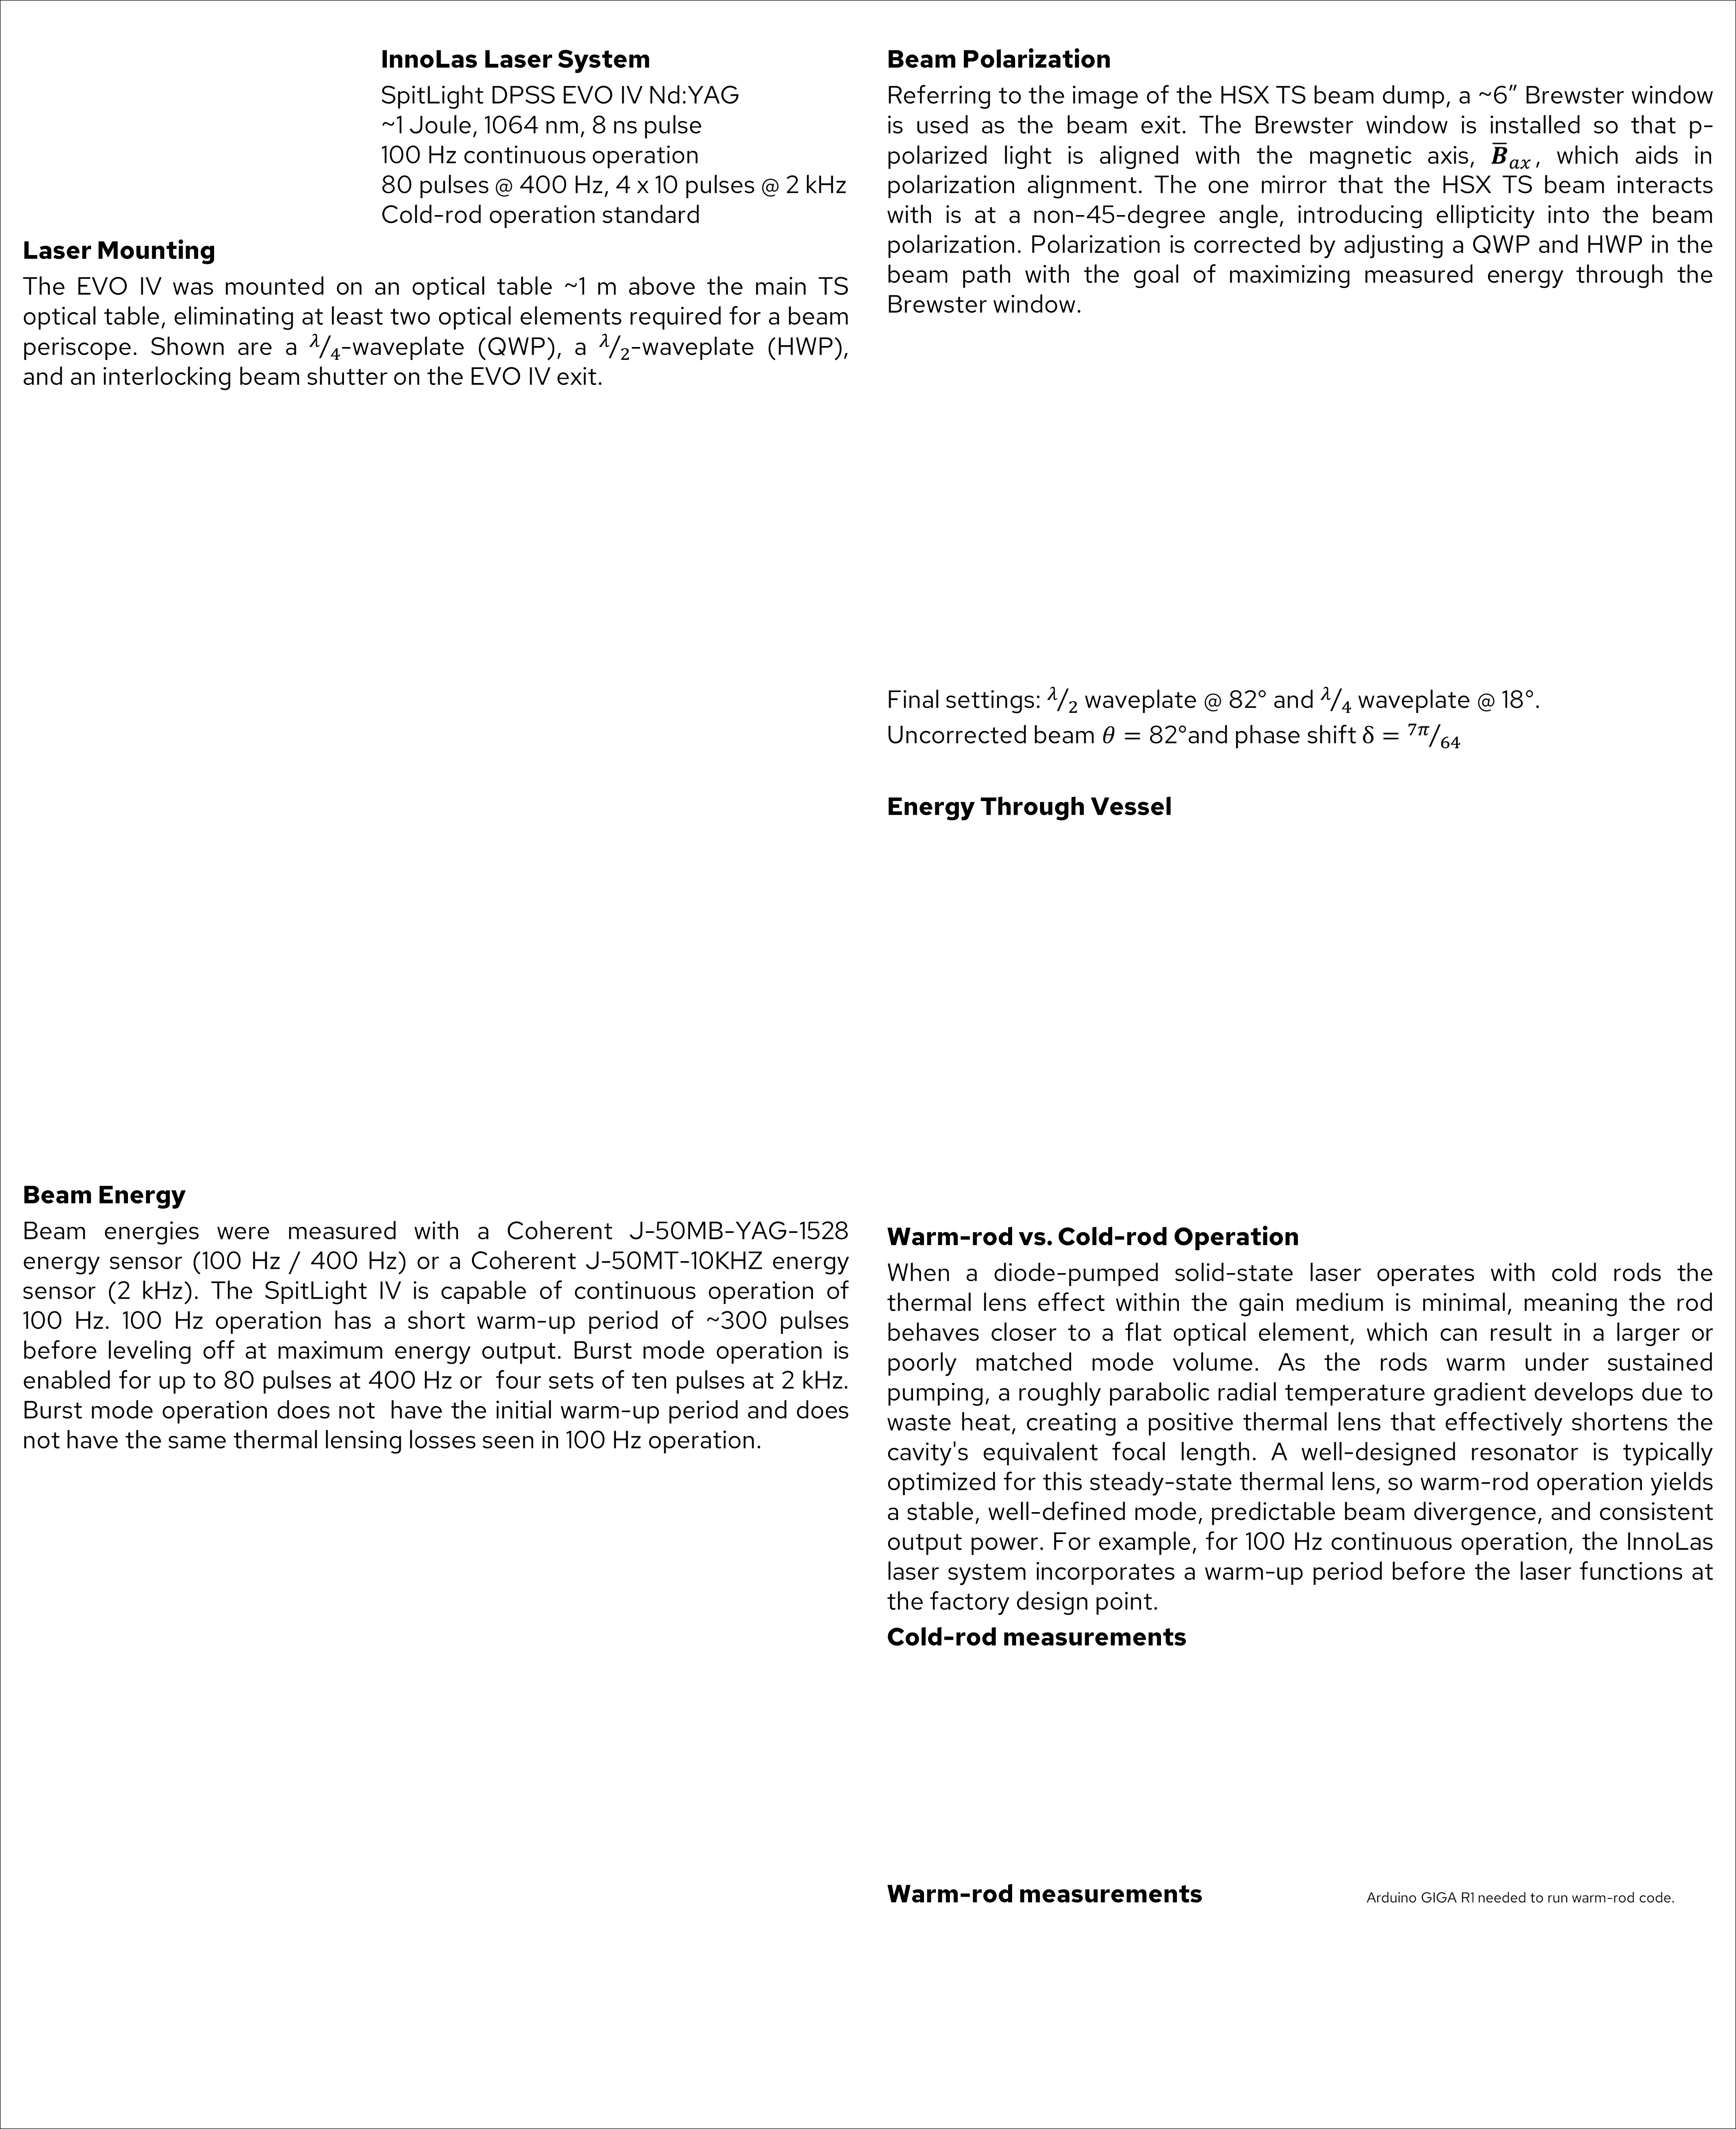 InnoLas Laser System
SpitLight DPSS EVO IV Nd:YAG
~1 Joule, 1064 nm, 8 ns pulse
100 Hz continuous operation
80 pulses @ 400 Hz, 4 x 10 pulses @ 2 kHz
Cold-rod operation standard
Laser Mounting
The EVO IV was mounted on an optical table ~1 m above the main TS
optical table, eliminating at least two optical elements required for a beam
periscope. Shown are a λ/4-waveplate (QWP), a λ/2-waveplate (HWP),
and an interlocking beam shutter on the EVO IV exit.
Beam Energy
Beam energies were measured with a Coherent J-50MB-YAG-1528
energy sensor (100 Hz / 400 Hz) or a Coherent J-50MT-10KHZ energy
sensor (2 kHz). The SpitLight IV is capable of continuous operation of
100 Hz. 100 Hz operation has a short warm-up period of ~300 pulses
before leveling off at maximum energy output. Burst mode operation is
enabled for up to 80 pulses at 400 Hz or  four sets of ten pulses at 2 kHz.
Burst mode operation does not  have the initial warm-up period and does
not have the same thermal lensing losses seen in 100 Hz operation.
Beam Polarization
Referring to the image of the HSX TS beam dump, a ~6” Brewster window
is used as the beam exit. The Brewster window is installed so that p-
polarized light is aligned with the magnetic axis, B̅ax, which aids in
polarization alignment. The one mirror that the HSX TS beam interacts
with is at a non-45-degree angle, introducing ellipticity into the beam
polarization. Polarization is corrected by adjusting a QWP and HWP in the
beam path with the goal of maximizing measured energy through the
Brewster window.
Final settings: λ/2 waveplate @ 82° and λ/4 waveplate @ 18°.
Uncorrected beam θ = 82°and phase shift δ = 7π/64
Energy Through Vessel
Warm-rod vs. Cold-rod Operation
When a diode-pumped solid-state laser operates with cold rods the
thermal lens effect within the gain medium is minimal, meaning the rod
behaves closer to a flat optical element, which can result in a larger or
poorly matched mode volume. As the rods warm under sustained
pumping, a roughly parabolic radial temperature gradient develops due to
waste heat, creating a positive thermal lens that effectively shortens the
cavity's equivalent focal length. A well-designed resonator is typically
optimized for this steady-state thermal lens, so warm-rod operation yields
a stable, well-defined mode, predictable beam divergence, and consistent
output power. For example, for 100 Hz continuous operation, the InnoLas
laser system incorporates a warm-up period before the laser functions at
the factory design point.
Cold-rod measurements
Warm-rod measurements
Arduino GIGA R1 needed to run warm-rod code.